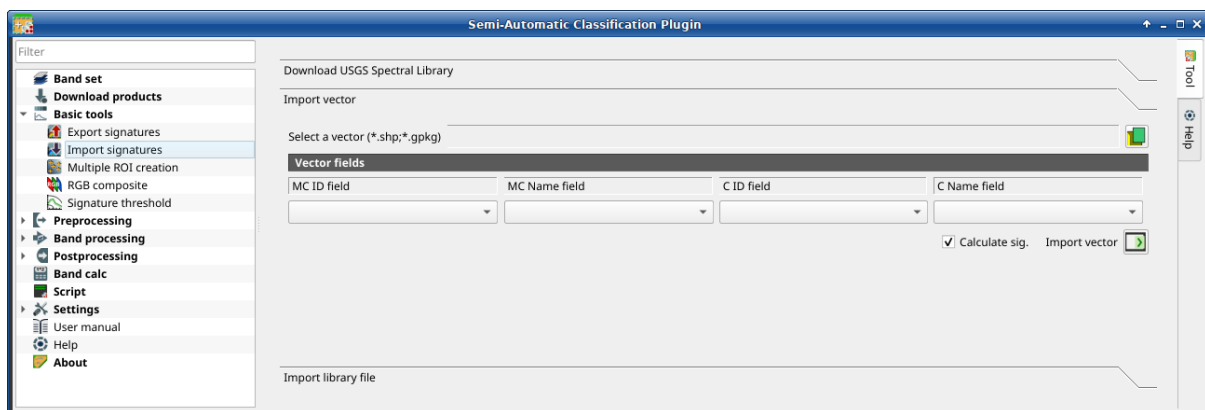 Semi-Automatic Classification Plugin
Filter
Band set
Download products
Basic tools
Export signatures
Import signatures
Multiple ROI creation
RGB composite
Signature threshold
Preprocessing
Band processing
Postprocessing
Band calc
Script
Settings
User manual
Help
About
Download USGS Spectral Library
Import vector
Select a vector (*.shp;*.gpkg)
Vector fields
MC ID field MC Name field C ID field C Name field
Calculate sig. Import vector
Import library file
Tool
Help